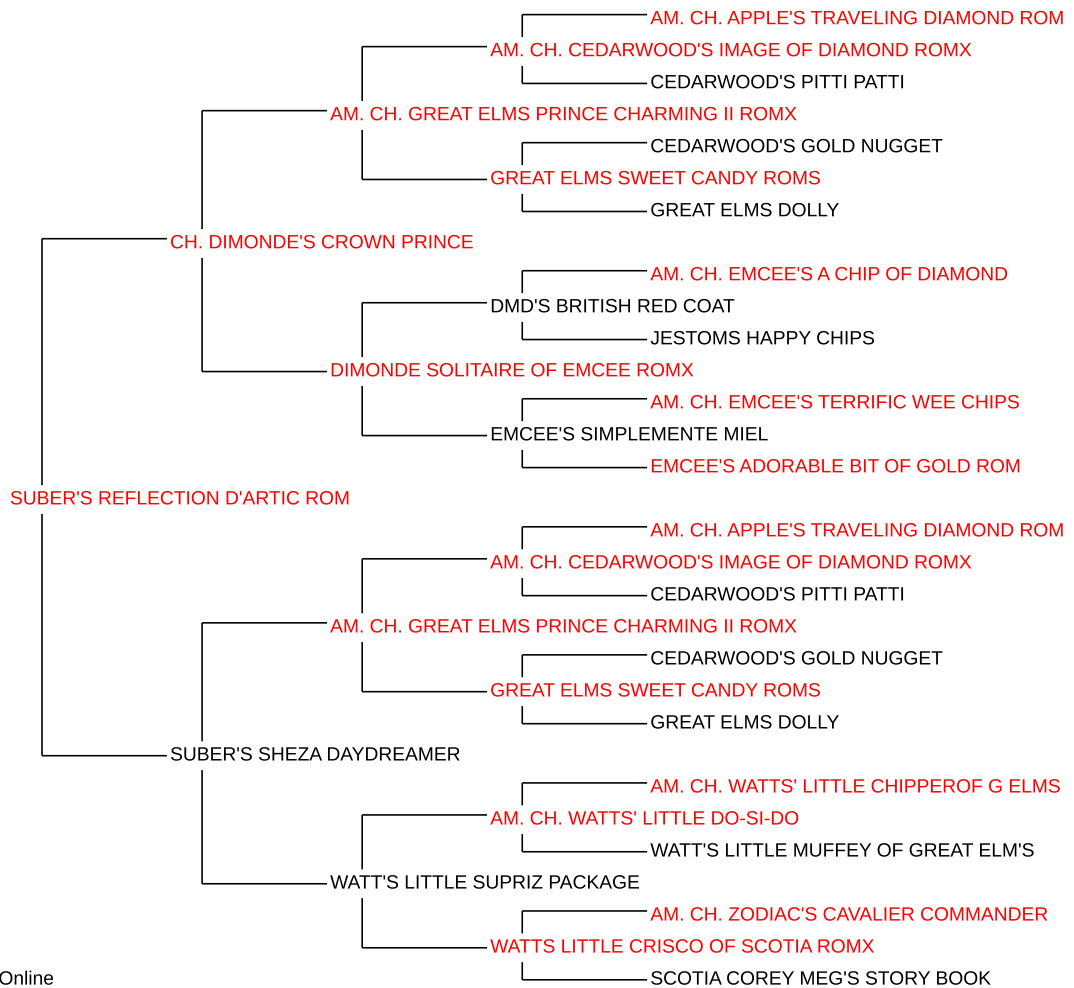 AM. CH. APPLE'S TRAVELING DIAMOND ROM
AM. CH. CEDARWOOD'S IMAGE OF DIAMOND ROMX
CEDARWOOD'S PITTI PATTI
AM. CH. GREAT ELMS PRINCE CHARMING II ROMX
CEDARWOOD'S GOLD NUGGET
GREAT ELMS SWEET CANDY ROMS
GREAT ELMS DOLLY
CH. DIMONDE'S CROWN PRINCE
AM. CH. EMCEE'S A CHIP OF DIAMOND
DMD'S BRITISH RED COAT
JESTOMS HAPPY CHIPS
DIMONDE SOLITAIRE OF EMCEE ROMX
AM. CH. EMCEE'S TERRIFIC WEE CHIPS
EMCEE'S SIMPLEMENTE MIEL
EMCEE'S ADORABLE BIT OF GOLD ROM
SUBER'S REFLECTION D'ARTIC ROM
AM. CH. APPLE'S TRAVELING DIAMOND ROM
AM. CH. CEDARWOOD'S IMAGE OF DIAMOND ROMX
CEDARWOOD'S PITTI PATTI
AM. CH. GREAT ELMS PRINCE CHARMING II ROMX
CEDARWOOD'S GOLD NUGGET
GREAT ELMS SWEET CANDY ROMS
GREAT ELMS DOLLY
SUBER'S SHEZA DAYDREAMER
AM. CH. WATTS' LITTLE CHIPPEROF G ELMS
AM. CH. WATTS' LITTLE DO-SI-DO
WATT'S LITTLE MUFFEY OF GREAT ELM'S
WATT'S LITTLE SUPRIZ PACKAGE
AM. CH. ZODIAC'S CAVALIER COMMANDER
WATTS LITTLE CRISCO OF SCOTIA ROMX
SCOTIA COREY MEG'S STORY BOOK
Online